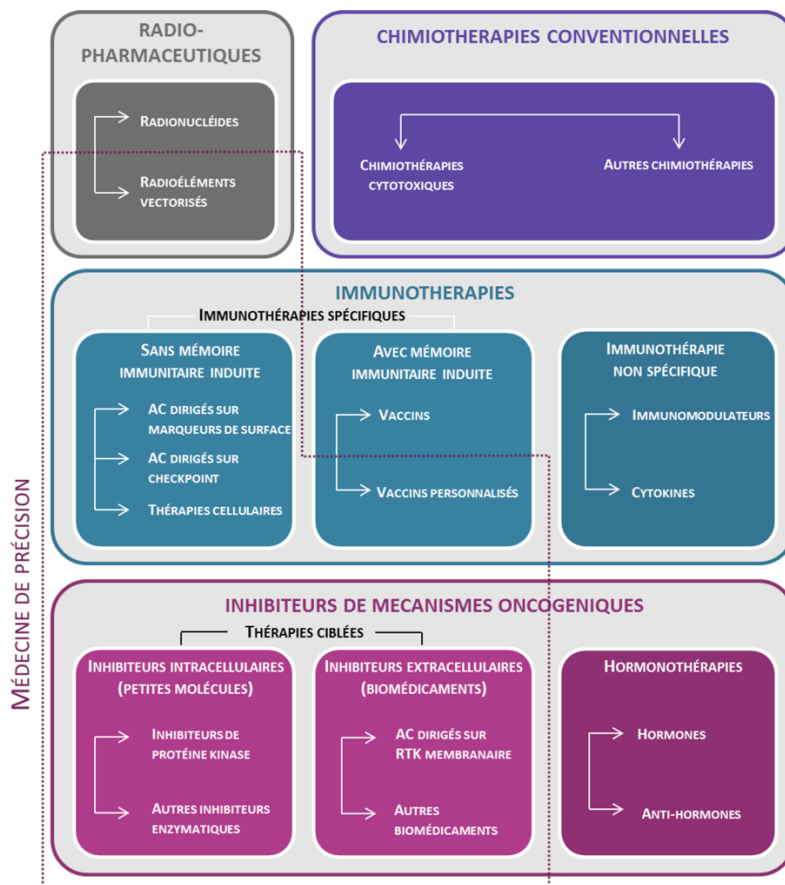 RADIO-
PHARMACEUTIQUES
RADIONUCLÉIDES
RADIOÉLÉMENTS
VECTORISÉS
CHIMIOTHERAPIES CONVENTIONNELLES
CHIMIOTHÉRAPIES
CYTOTOXIQUES
AUTRES CHIMIOTHÉRAPIES
IMMUNOTHERAPIES
IMMUNOTHÉRAPIES SPÉCIFIQUES
SANS MÉMOIRE
IMMUNITAIRE INDUITE
AC DIRIGÉS SUR
MARQUEURS DE SURFACE
AC DIRIGÉS SUR
CHECKPOINT
THÉRAPIES CELLULAIRES
AVEC MÉMOIRE
IMMUNITAIRE INDUITE
VACCINS
VACCINS PERSONNALISÉS
IMMUNOTHÉRAPIE
NON SPÉCIFIQUE
IMMUNOMODULATEURS
CYTOKINES
MÉDECINE DE PRÉCISION
INHIBITEURS DE MECANISMES ONCOGENIQUES
THÉRAPIES CIBLÉES
INHIBITEURS INTRACELLULAIRES
(PETITES MOLÉCULES)
INHIBITEURS DE
PROTÉINE KINASE
AUTRES INHIBITEURS
ENZYMATIQUES
INHIBITEURS EXTRACELLULAIRES
(BIOMÉDICAMENTS)
AC DIRIGÉS SUR
RTK MEMBRANAIRE
AUTRES
BIOMÉDICAMENTS
HORMONOTHÉRAPIES
HORMONES
ANTI-HORMONES